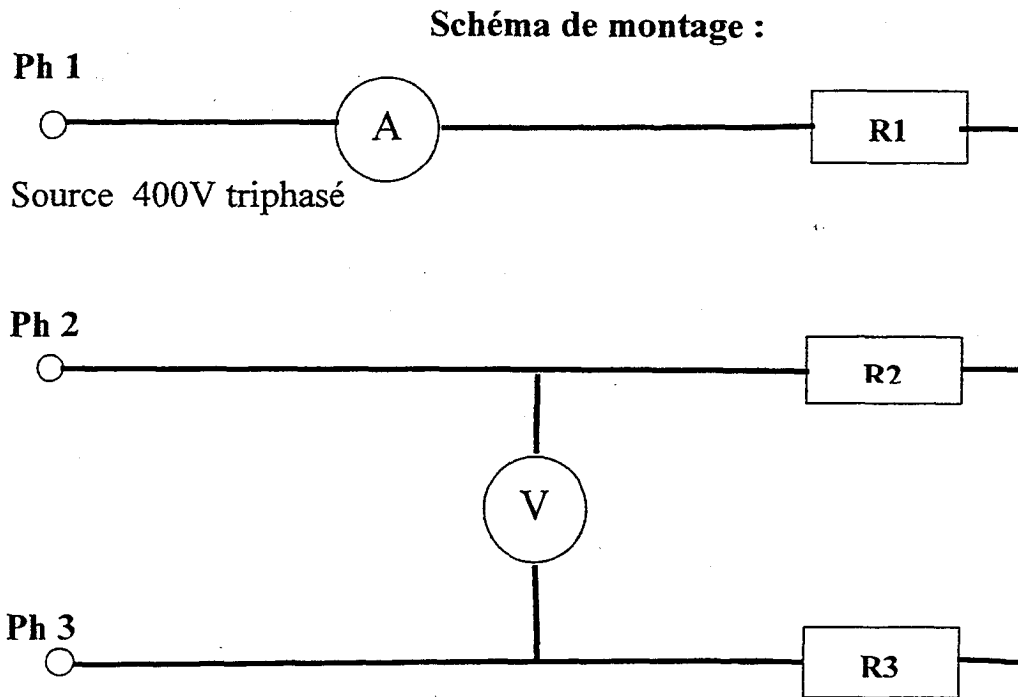 Schéma de montage :
Ph 1
A
R1
Source 400V triphasé
Ph 2
R2
V
Ph 3
R3